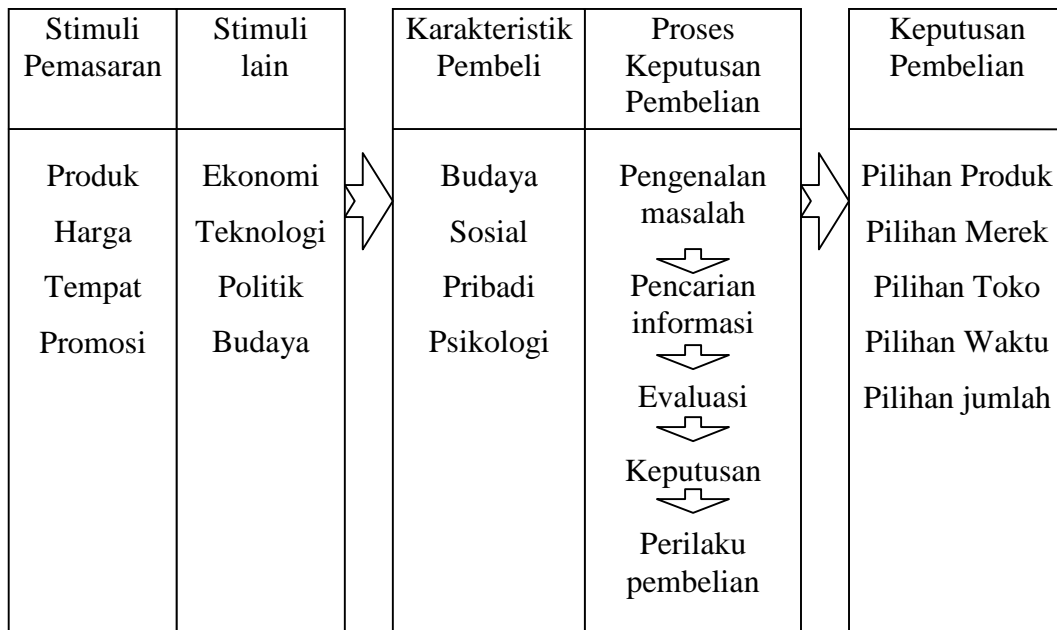 Stimuli
Pemasaran
Stimuli
lain
Karakteristik
Pembeli
Proses
Keputusan
Pembelian
Keputusan
Pembelian
Produk
Harga
Tempat
Promosi
Ekonomi
Teknologi
Politik
Budaya
Budaya
Sosial
Pribadi
Psikologi
Pengenalan
masalah
Pencarian
informasi
Evaluasi
Keputusan
Perilaku
pembelian
Pilihan Produk
Pilihan Merek
Pilihan Toko
Pilihan Waktu
Pilihan jumlah